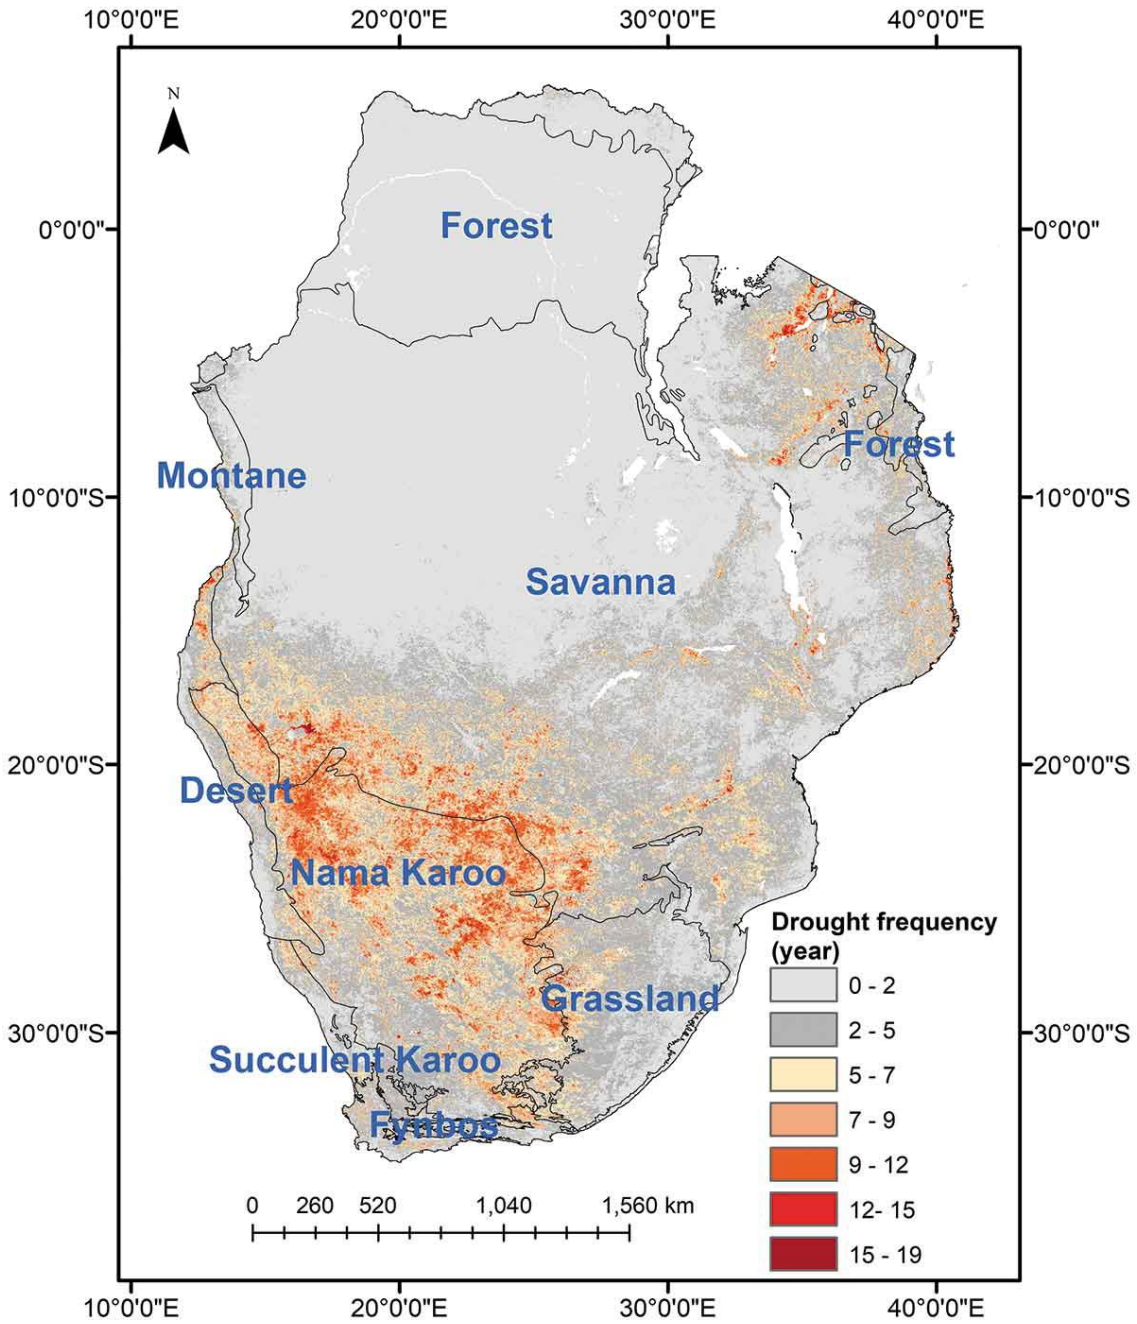 10°0'0"E 20°0'0"E 30°0'0"E 40°0'0"E
N
Forest
0°0'0" 0°0'0"
Forest
Montane
10°0'0"S 10°0'0"S
Savanna
20°0'0"S 20°0'0"S
Desert
Nama Karoo
Drought frequency
(year)
0 - 2
Grassland
2 - 5
30°0'0"S 30°0'0"S
Succulent Karoo
5 - 7
Fynbos
7 - 9
9 - 12
0 260 520 1,040 1,560 km
12- 15
15 - 19
10°0'0"E 20°0'0"E 30°0'0"E 40°0'0"E